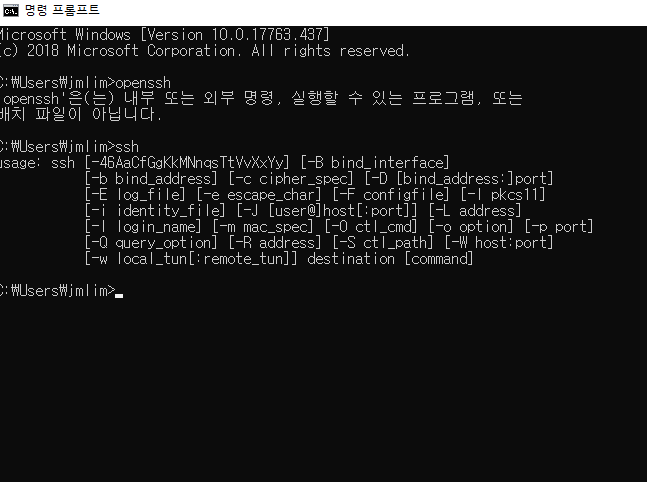 명령 프롬프트
Microsoft Windows [Version 10.0.17763.437]
(c) 2018 Microsoft Corporation. All rights reserved.
C:\Users\jmlim>openssh
'openssh'은(는) 내부 또는 외부 명령, 실행할 수 있는 프로그램, 또는
배치 파일이 아닙니다.
C:\Users\jmlim>ssh
usage: ssh [-46AaCfGgKkMNnqsTtVvXxYy] [-B bind_interface]
[-b bind_address] [-c cipher_spec] [-D [bind_address:]port]
[-E log_file] [-e escape_char] [-F configfile] [-I pkcs11]
[-i identity_file] [-J [user@]host[:port]] [-L address]
[-l login_name] [-m mac_spec] [-O ctl_cmd] [-o option] [-p port]
[-Q query_option] [-R address] [-S ctl_path] [-W host:port]
[-w local_tun[:remote_tun]] destination [command]
C:\Users\jmlim>